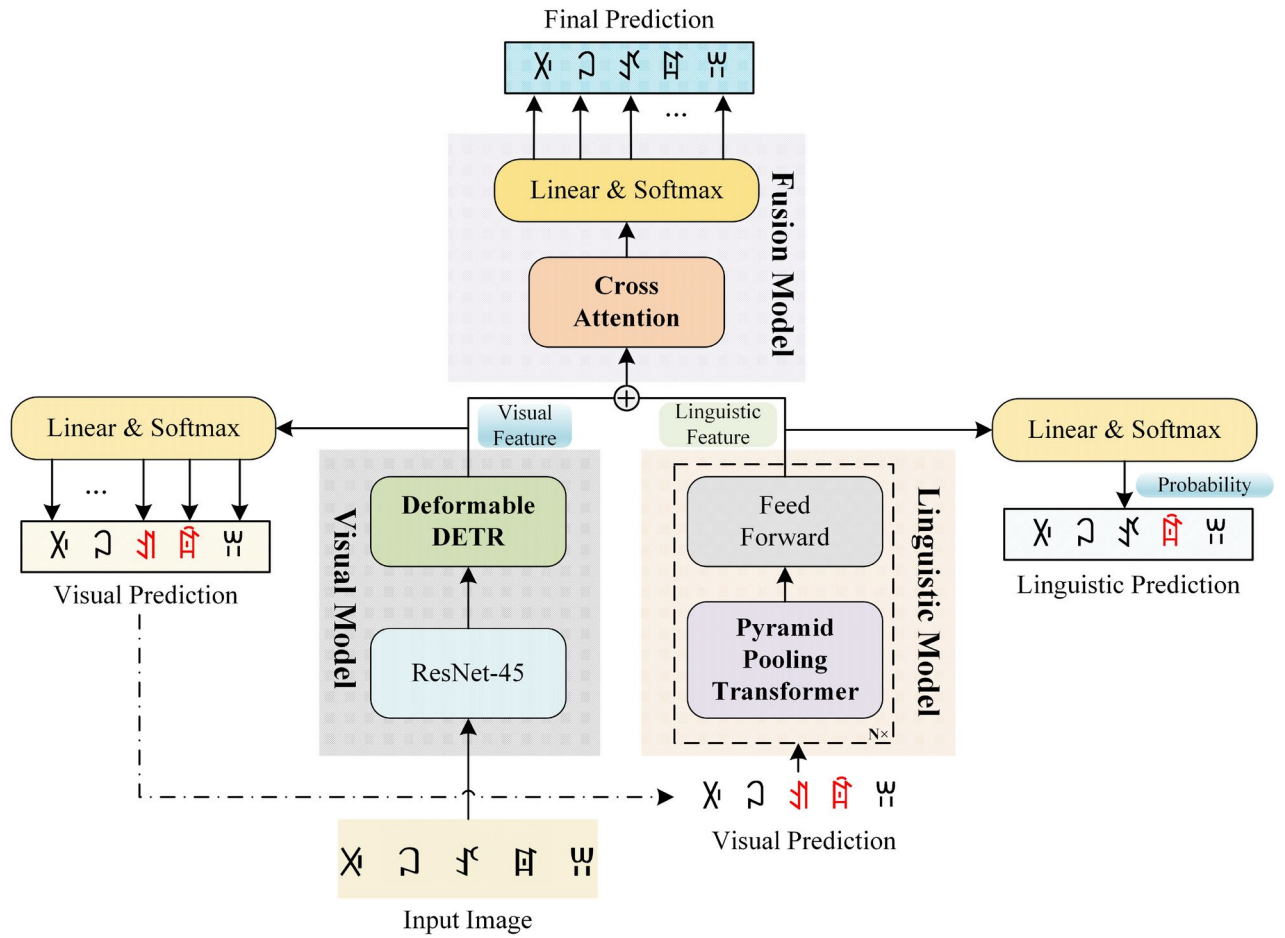 Final Prediction
...
Linear & Softmax
Cross
Attention
Fusion Model
Visual
Feature
Linguistic
Feature
Linear & Softmax
...
Visual Prediction
Linear & Softmax
Probability
Linguistic Prediction
Deformable
DETR
ResNet-45
Visual Model
Feed
Forward
Pyramid
Pooling
Transformer
N×
Linguistic Model
Visual Prediction
Input Image